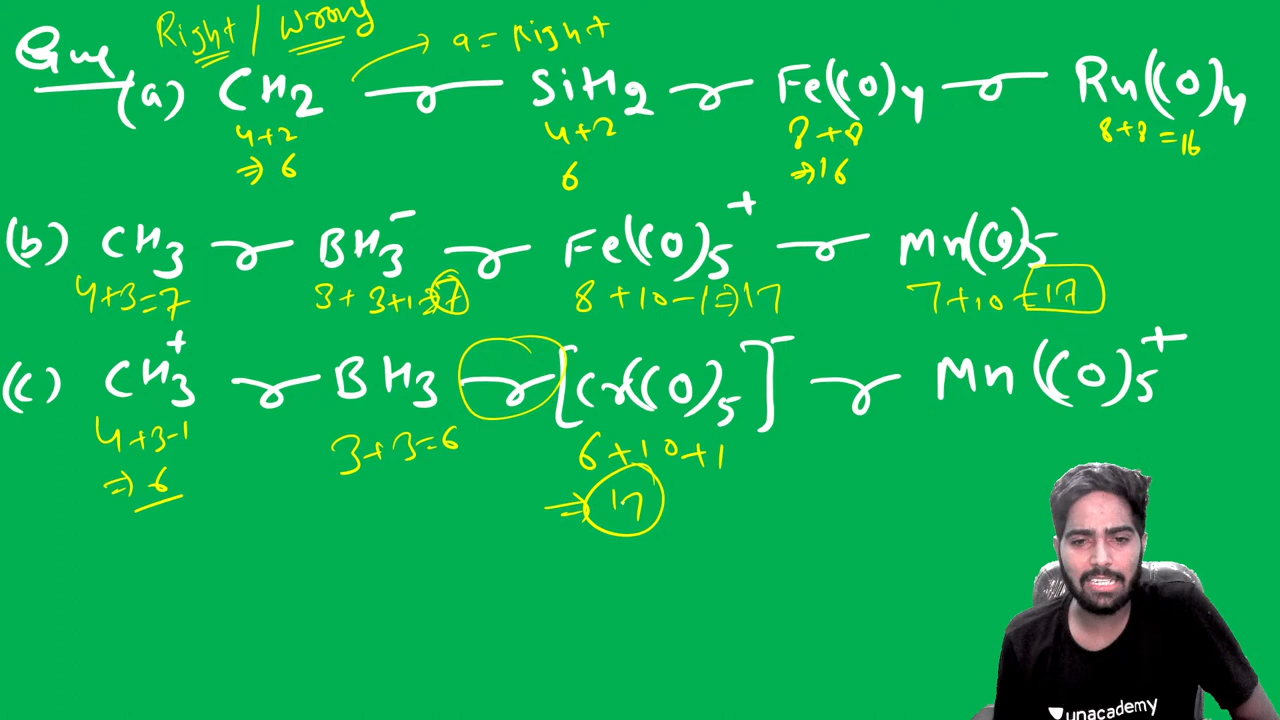 Que Right / Wrong
a = Right
(a) CH2 SiH2 Fe(CO)4 Ru(CO)4
4+2 4+2 8+8 8+8 = 16
⇒ 6 6 ⇒ 16
(b) CH3 BH3⁻ Fe(CO)5⁺ Mn(CO)5
4+3=7 3+3+1⇒7 8+10-1⇒17 7+10=17
(c) CH3⁺ BH3 [Cr(CO)5]⁻ Mn(CO)5⁺
4+3-1 3+3=6 6+10+1
⇒ 6 ⇒ 17
unacademy